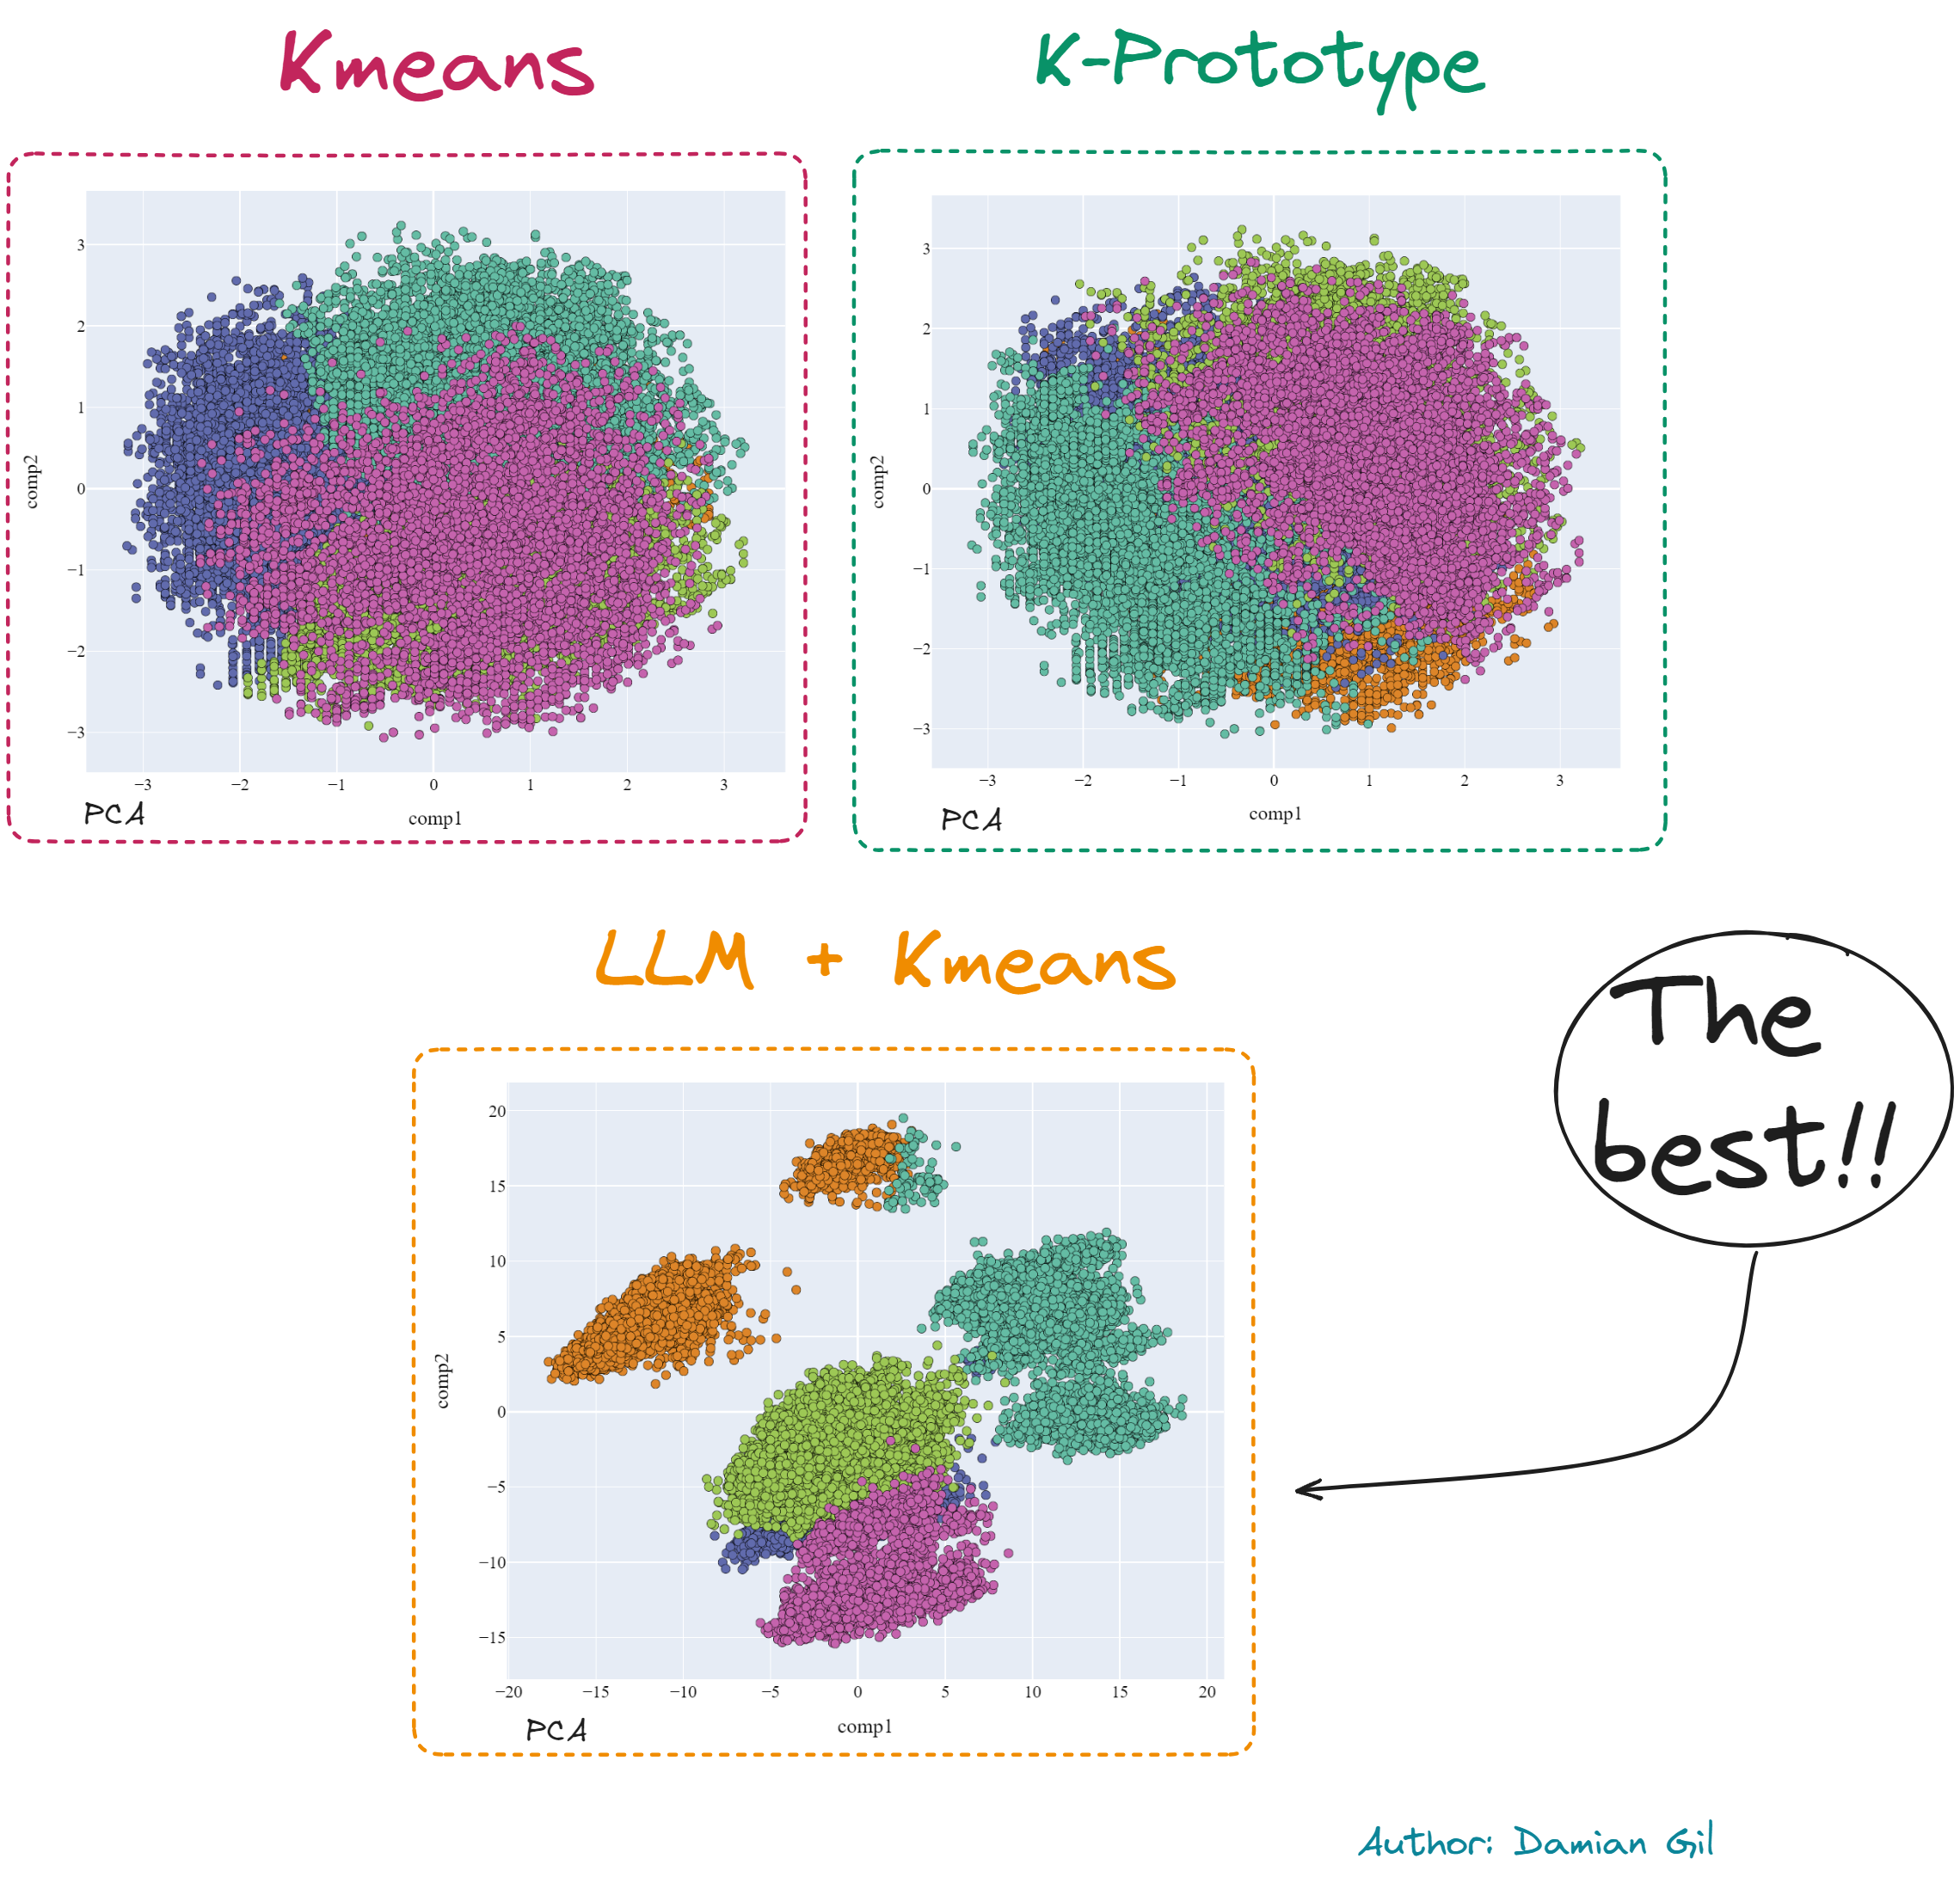 Kmeans
K-Prototype
3
2
1
0
−1
−2
−3
comp2
−3 −2 −1 0 1 2 3
PCA
comp1
3
2
1
0
−1
−2
−3
comp2
−3 −2 −1 0 1 2 3
PCA
comp1
LLM + Kmeans
The
best!!
20
15
10
5
0
−5
−10
−15
comp2
−20 −15 −10 −5 0 5 10 15 20
PCA
comp1
Author: Damian Gil